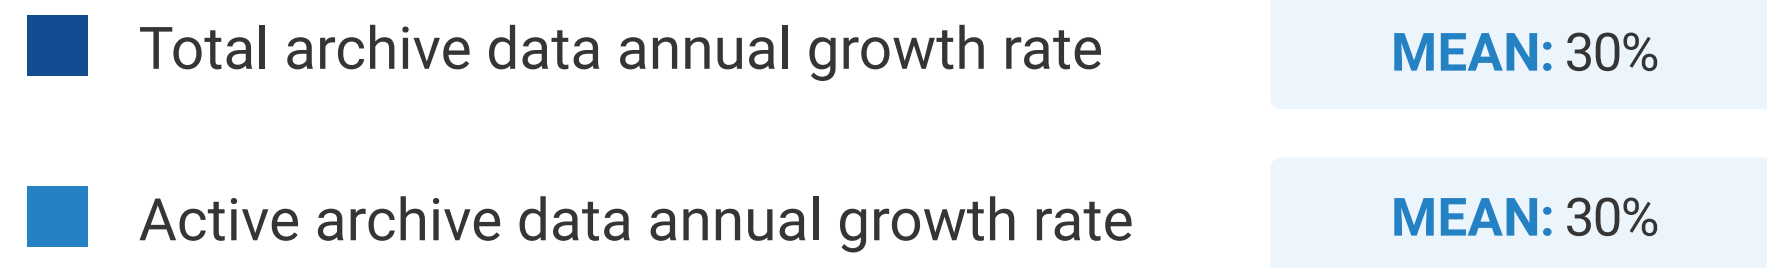 Total archive data annual growth rate MEAN: 30%
Active archive data annual growth rate MEAN: 30%